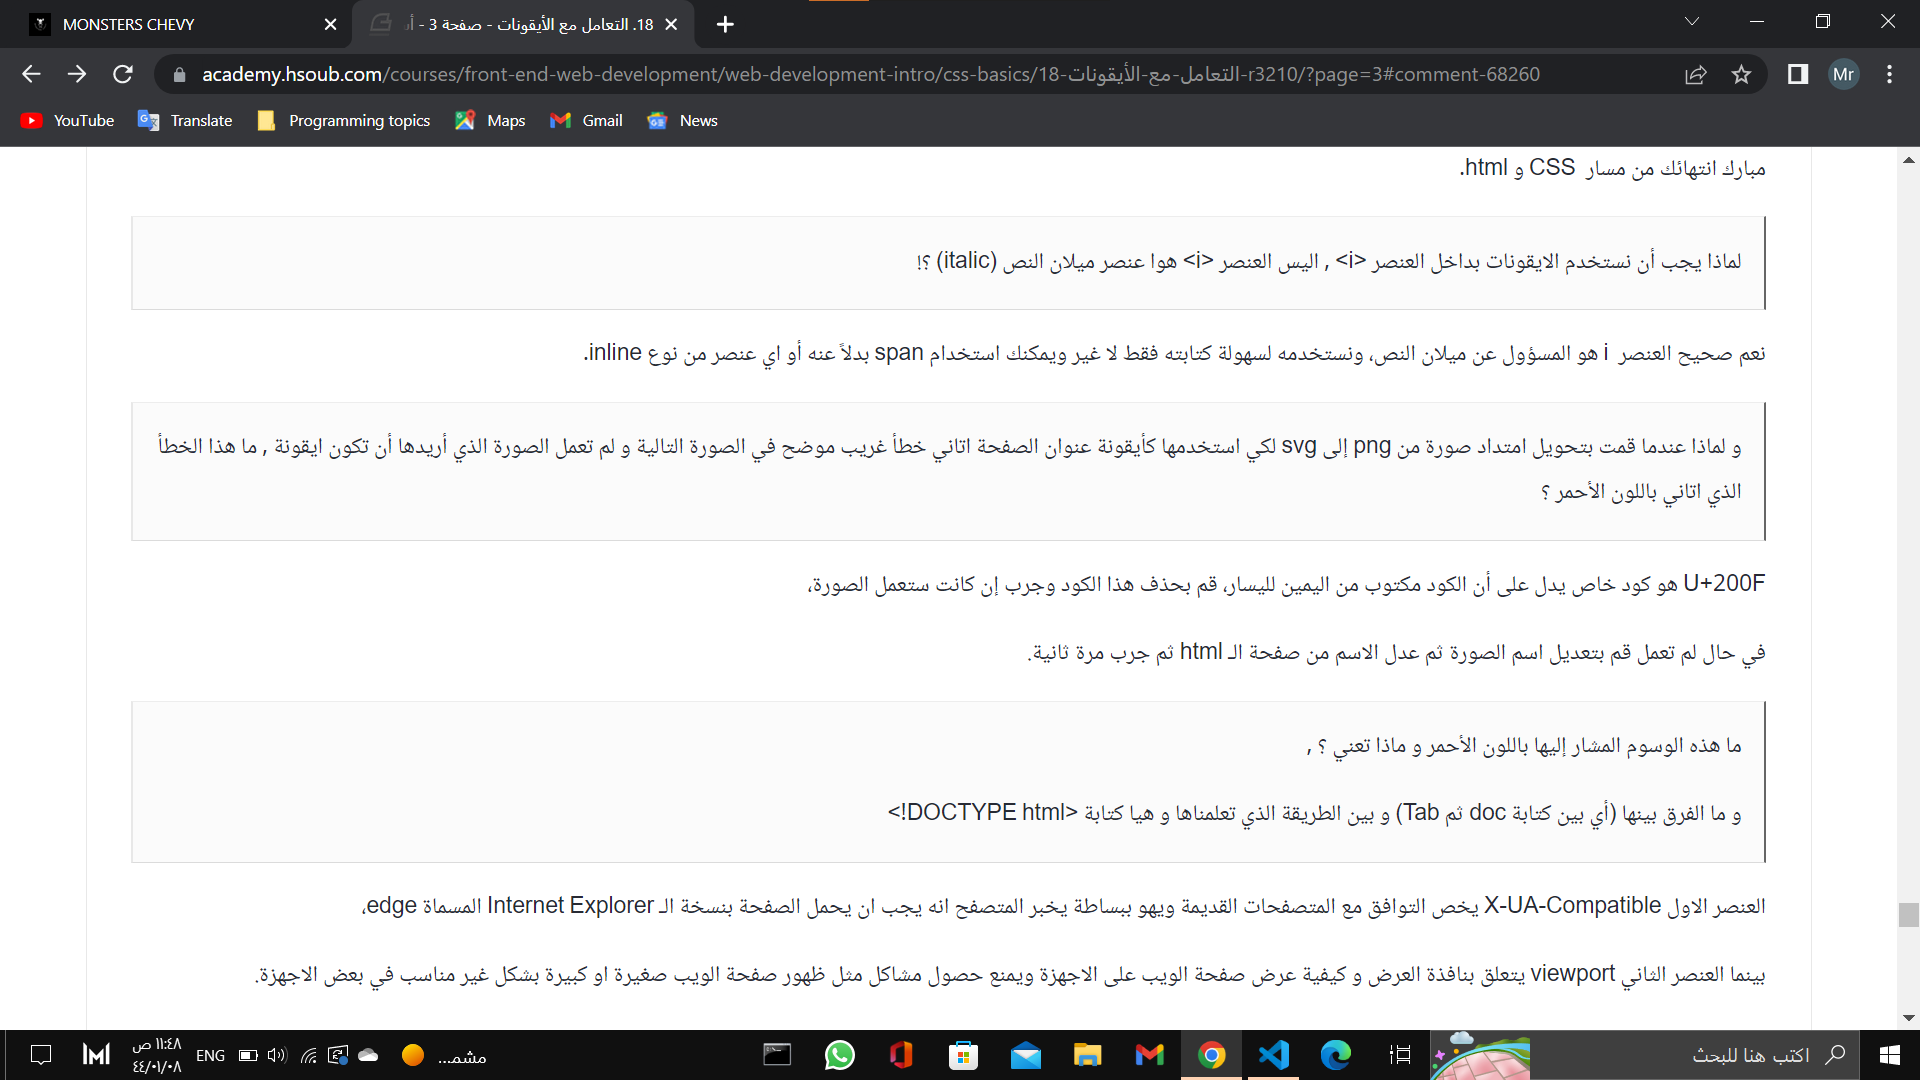 MONSTERS CHEVY
18. التعامل مع الأيقونات - صفحة 3 - أ
academy.hsoub.com/courses/front-end-web-development/web-development-intro/css-basics/18-التعامل-مع-الأيقونات-r3210/?page=3#comment-68260
Mr
YouTube
Translate
Programming topics
Maps
Gmail
News
مبارك انتهائك من مسار CSS و html.
لماذا يجب أن نستخدم الايقونات بداخل العنصر <i> , اليس العنصر <i> هوا عنصر ميلان النص (italic) ؟!
نعم صحيح العنصر i هو المسؤول عن ميلان النص، ونستخدمه لسهولة كتابته فقط لا غير ويمكنك استخدام span بدلاً عنه أو اي عنصر من نوع inline.
و لماذا عندما قمت بتحويل امتداد صورة من png إلى svg لكي استخدمها كأيقونة عنوان الصفحة اتاني خطأ غريب موضح في الصورة التالية و لم تعمل الصورة الذي أريدها أن تكون ايقونة , ما هذا الخطأ
الذي اتاني باللون الأحمر ؟
U+200F هو كود خاص يدل على أن الكود مكتوب من اليمين لليسار، قم بحذف هذا الكود وجرب إن كانت ستعمل الصورة،
في حال لم تعمل قم بتعديل اسم الصورة ثم عدل الاسم من صفحة الـ html ثم جرب مرة ثانية.
ما هذه الوسوم المشار إليها باللون الأحمر و ماذا تعني ؟ ,
و ما الفرق بينها (أي بين كتابة doc ثم Tab) و بين الطريقة الذي تعلمناها و هيا كتابة <!DOCTYPE html>
العنصر الاول X-UA-Compatible يخص التوافق مع المتصفحات القديمة ويهو ببساطة يخبر المتصفح انه يجب ان يحمل الصفحة بنسخة الـ Internet Explorer المسماة edge،
بينما العنصر الثاني viewport يتعلق بنافذة العرض و كيفية عرض صفحة الويب على الاجهزة ويمنع حصول مشاكل مثل ظهور صفحة الويب صغيرة او كبيرة بشكل غير مناسب في بعض الاجهزة.
١١:٤٨ ص
٤٤/٠١/٠٨
ENG
مشمـ...
اكتب هنا للبحث